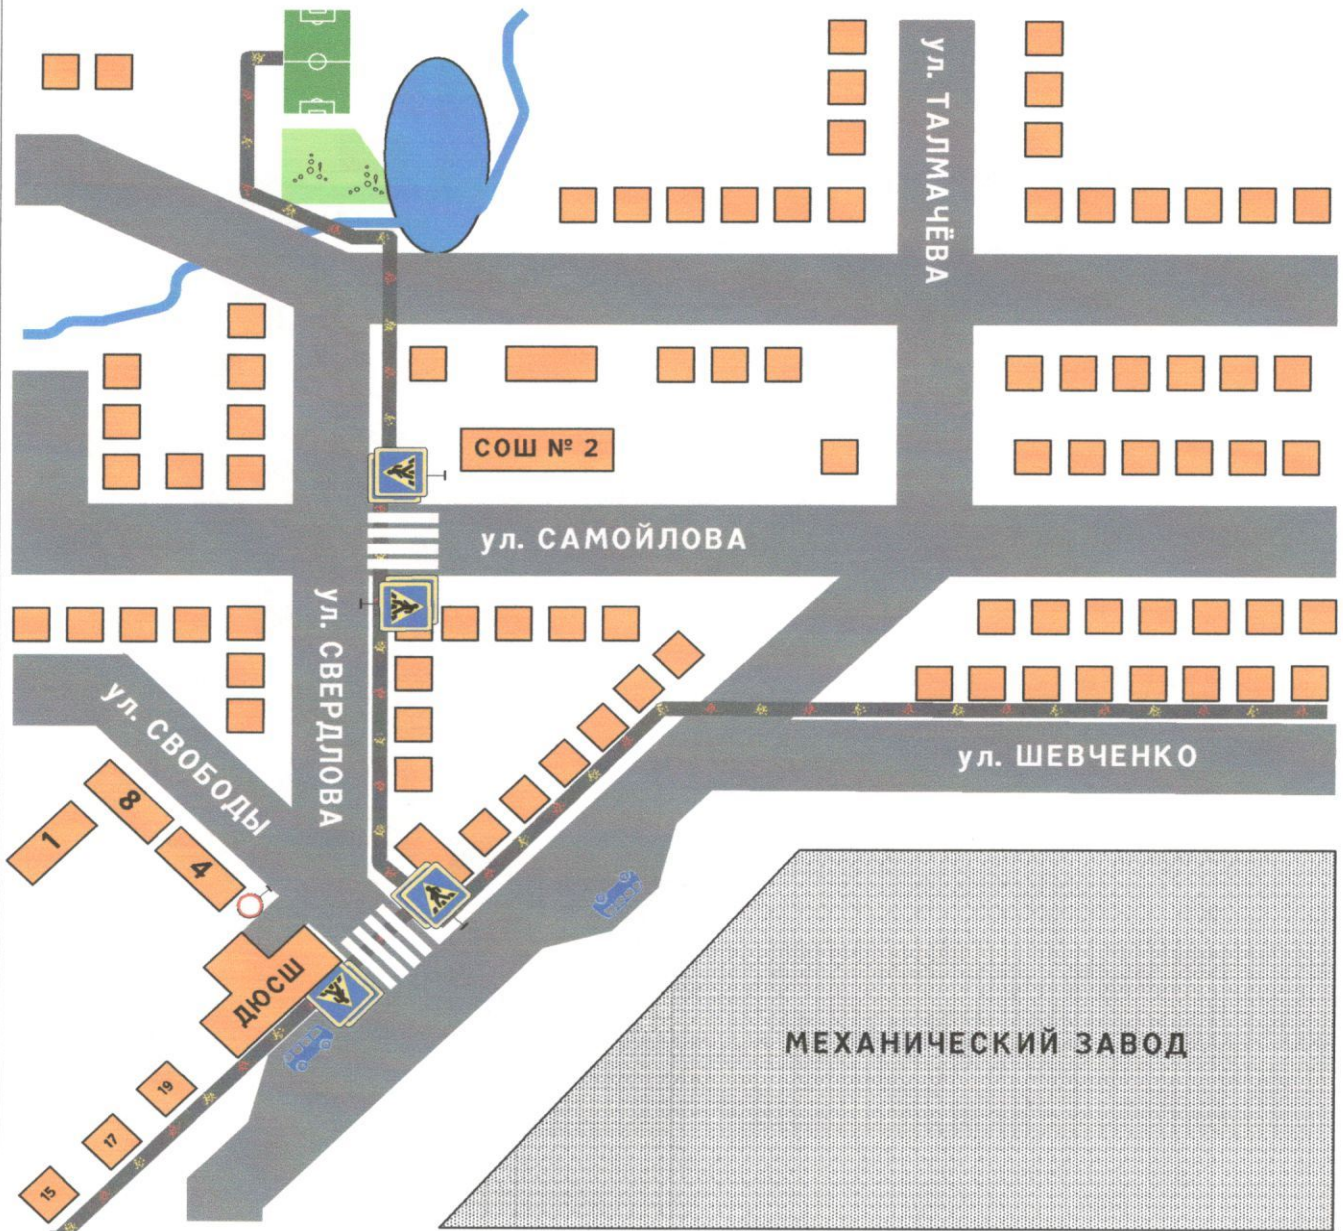 ул. ТАЛМАЧЁВА
СОШ № 2
ул. САМОЙЛОВА
ул. СВЕРДЛОВА
ул. СВОБОДЫ
ул. ШЕВЧЕНКО
1
8
4
ДЮСШ
МЕХАНИЧЕСКИЙ ЗАВОД
19
17
15